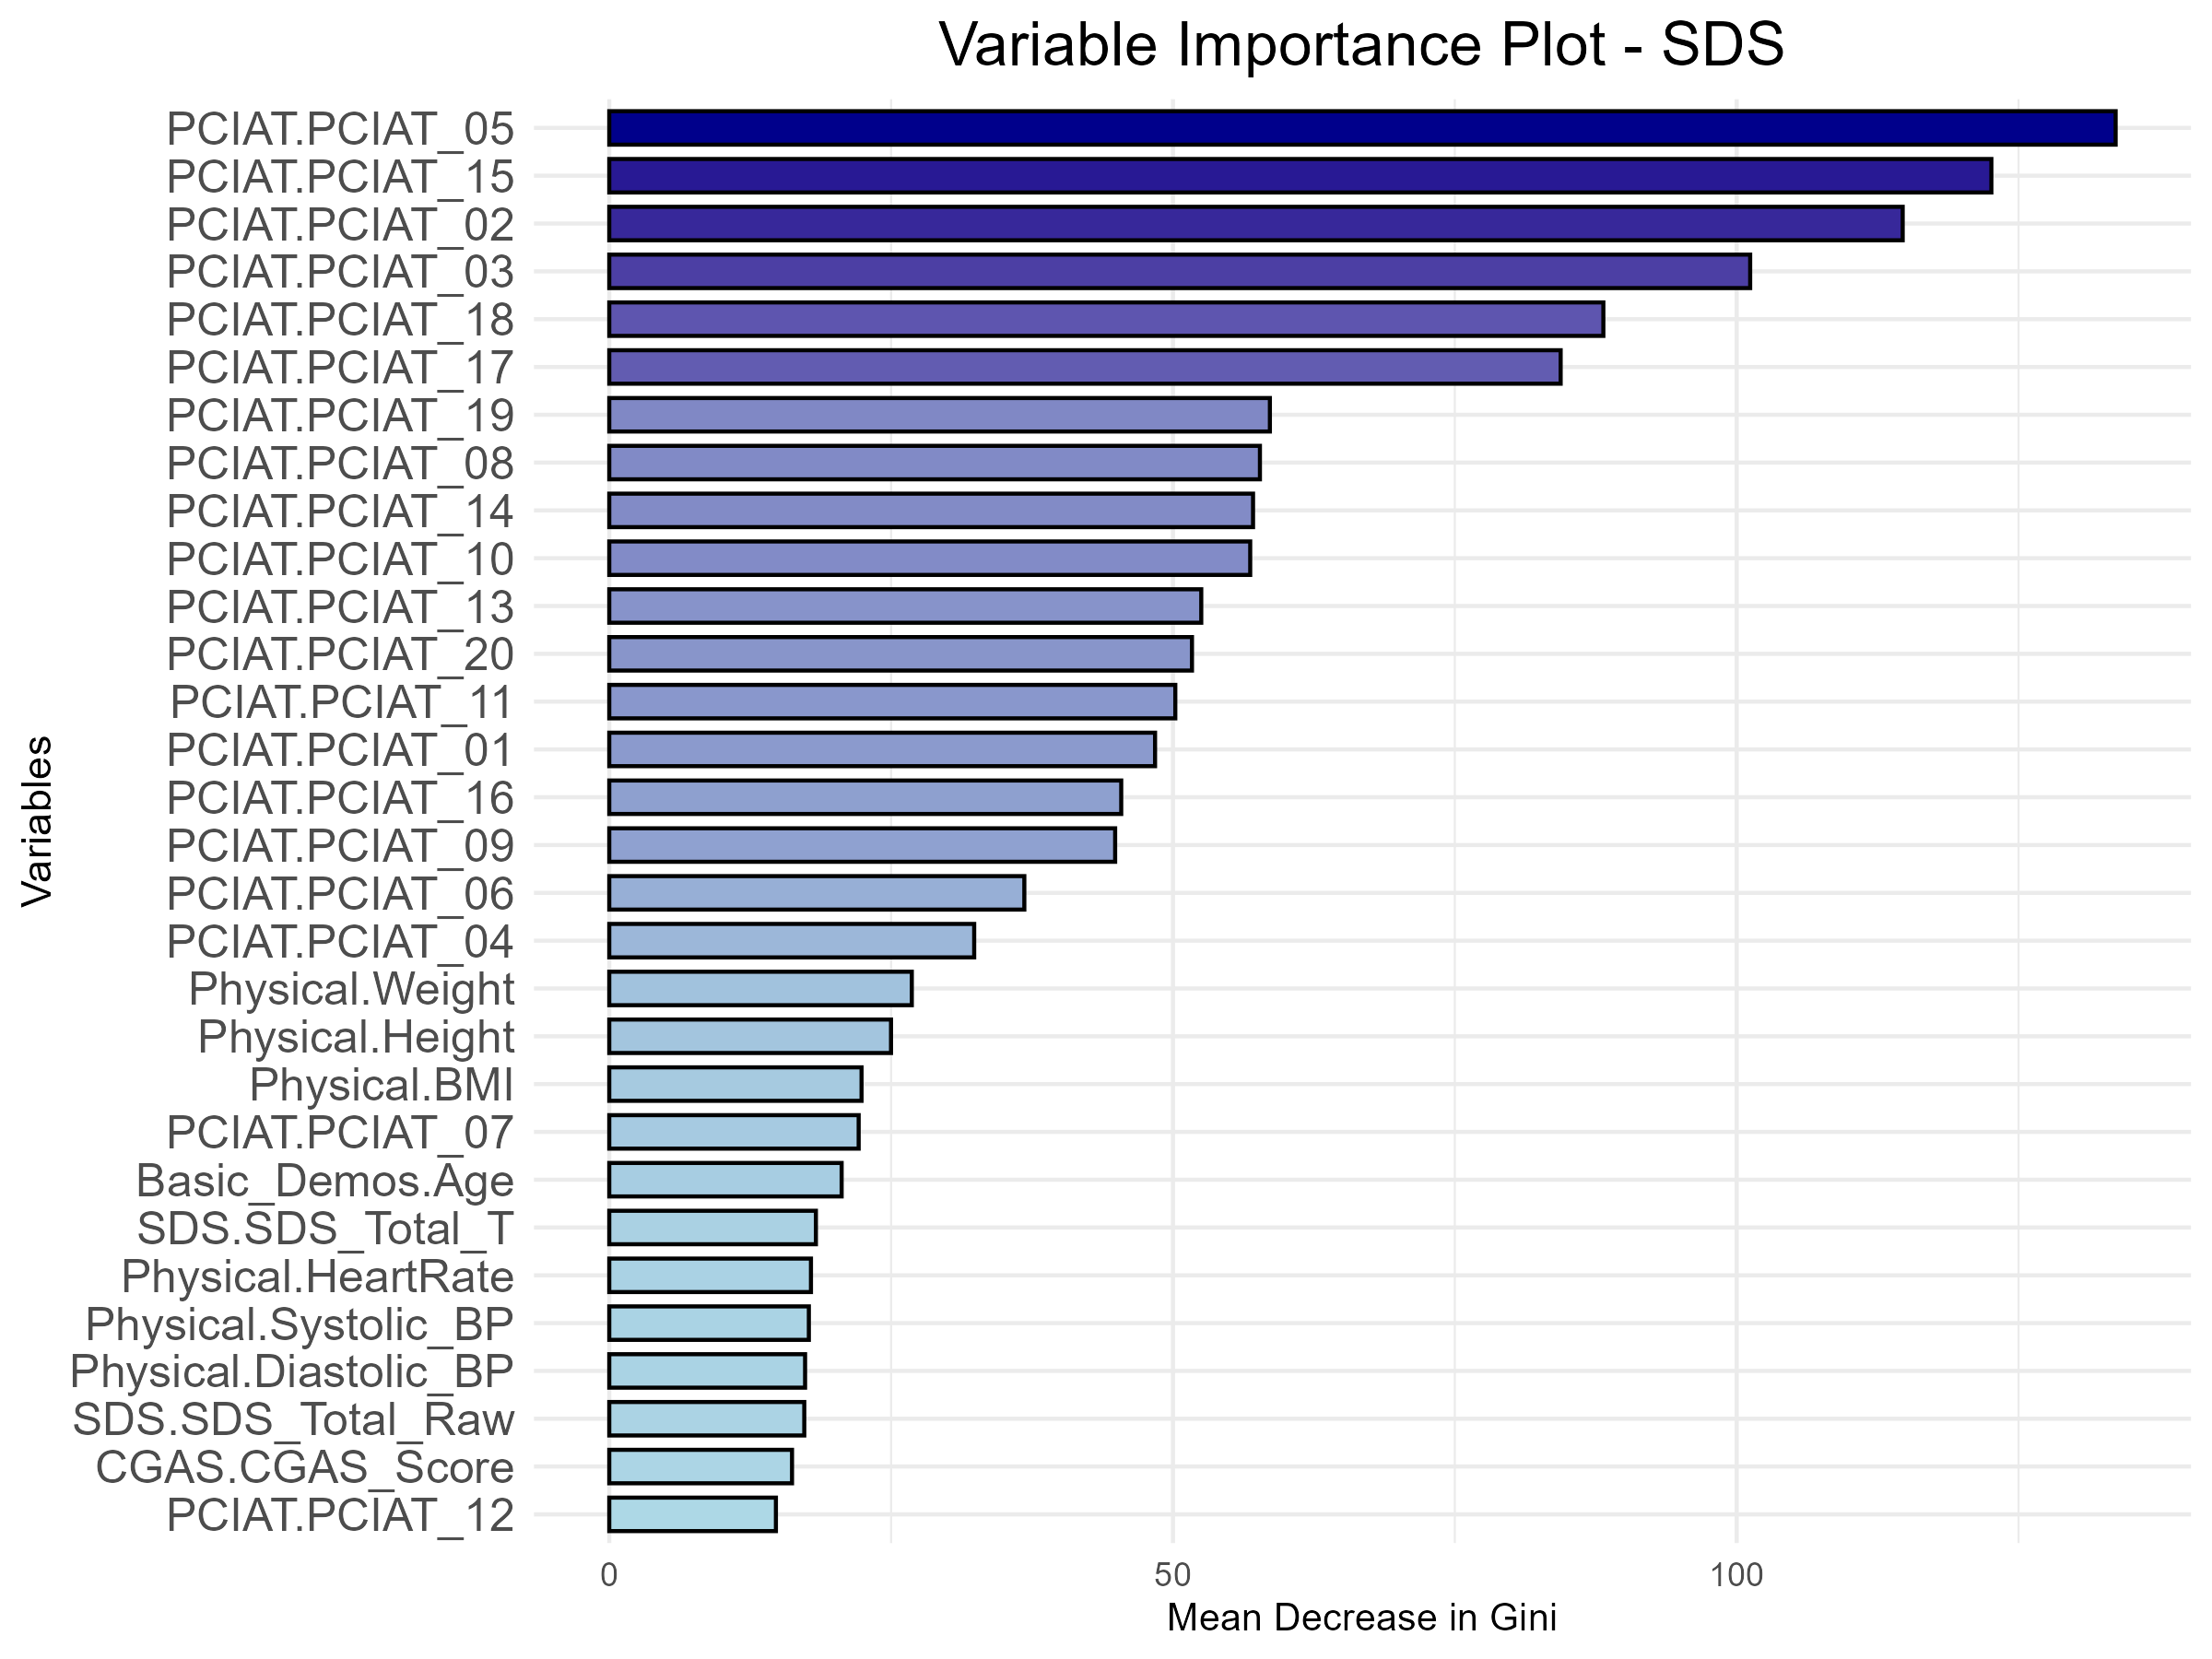 Variable Importance Plot - SDS
Variables
PCIAT.PCIAT_05
PCIAT.PCIAT_15
PCIAT.PCIAT_02
PCIAT.PCIAT_03
PCIAT.PCIAT_18
PCIAT.PCIAT_17
PCIAT.PCIAT_19
PCIAT.PCIAT_08
PCIAT.PCIAT_14
PCIAT.PCIAT_10
PCIAT.PCIAT_13
PCIAT.PCIAT_20
PCIAT.PCIAT_11
PCIAT.PCIAT_01
PCIAT.PCIAT_16
PCIAT.PCIAT_09
PCIAT.PCIAT_06
PCIAT.PCIAT_04
Physical.Weight
Physical.Height
Physical.BMI
PCIAT.PCIAT_07
Basic_Demos.Age
SDS.SDS_Total_T
Physical.HeartRate
Physical.Systolic_BP
Physical.Diastolic_BP
SDS.SDS_Total_Raw
CGAS.CGAS_Score
PCIAT.PCIAT_12
0 50 100
Mean Decrease in Gini